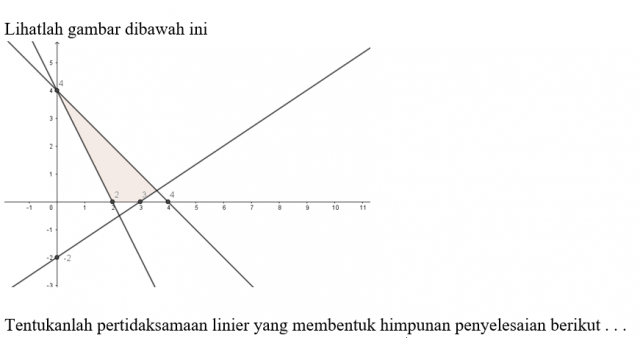 Lihatlah gambar dibawah ini
5
4 4
3
2
1
2 3 4
-1 0 1 2 3 4 5 6 7 8 9 10 11
-1
-2 -2
-3
Tentukanlah pertidaksamaan linier yang membentuk himpunan penyelesaian berikut . . .